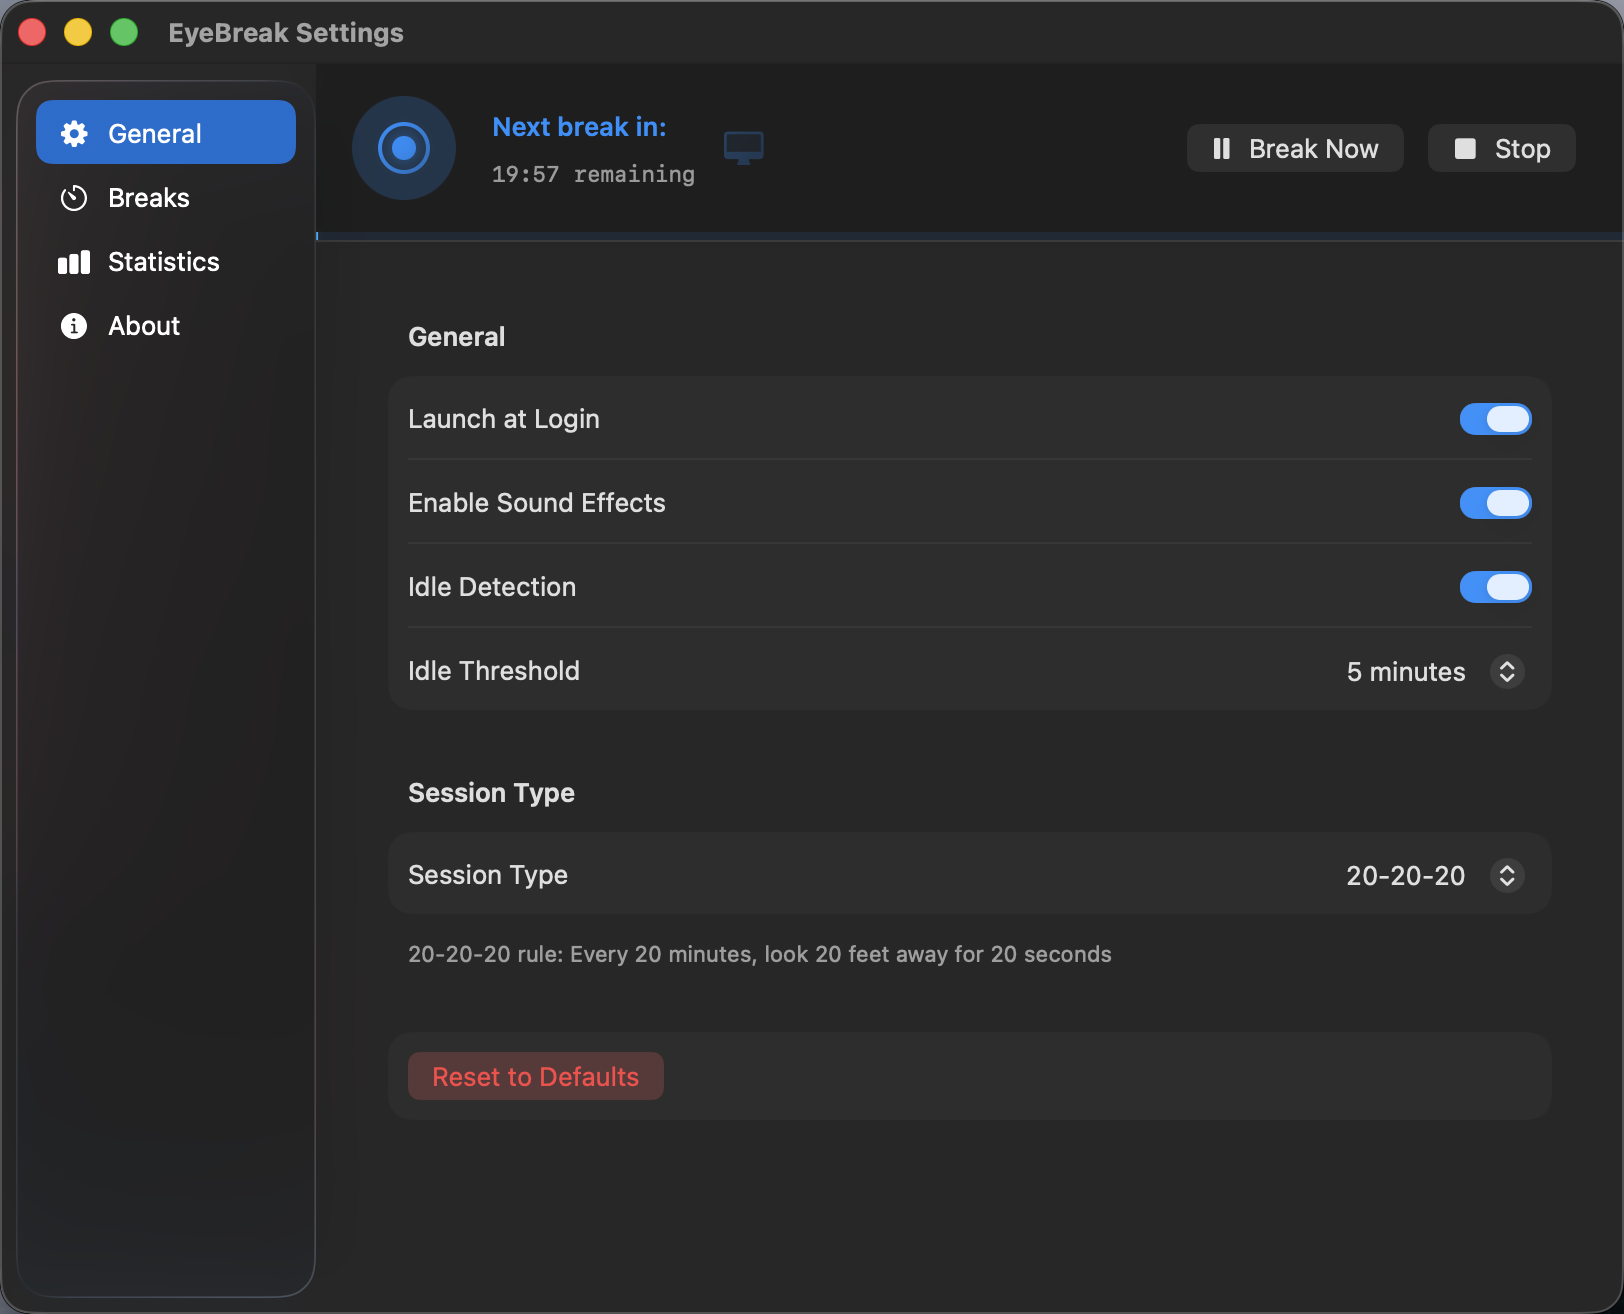 EyeBreak Settings
General
Breaks
Statistics
About
Next break in:
19:57 remaining
Break Now
Stop
General
Launch at Login
Enable Sound Effects
Idle Detection
Idle Threshold
5 minutes
Session Type
Session Type
20-20-20
20-20-20 rule: Every 20 minutes, look 20 feet away for 20 seconds
Reset to Defaults